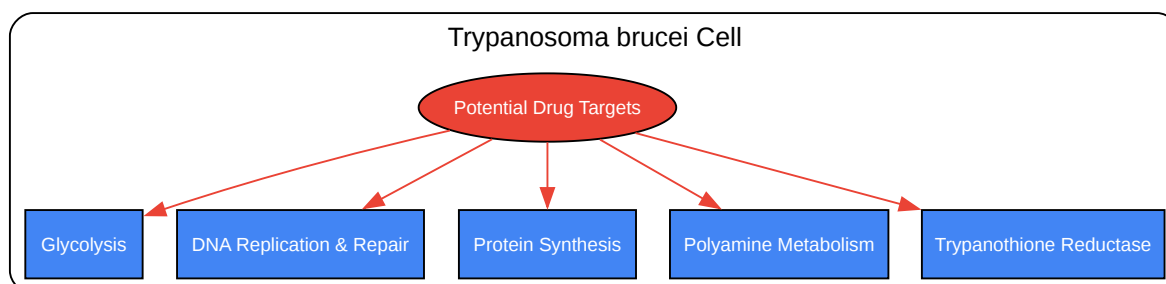 Trypanosoma brucei Cell
Potential Drug Targets
Glycolysis
DNA Replication & Repair
Protein Synthesis
Polyamine Metabolism
Trypanothione Reductase